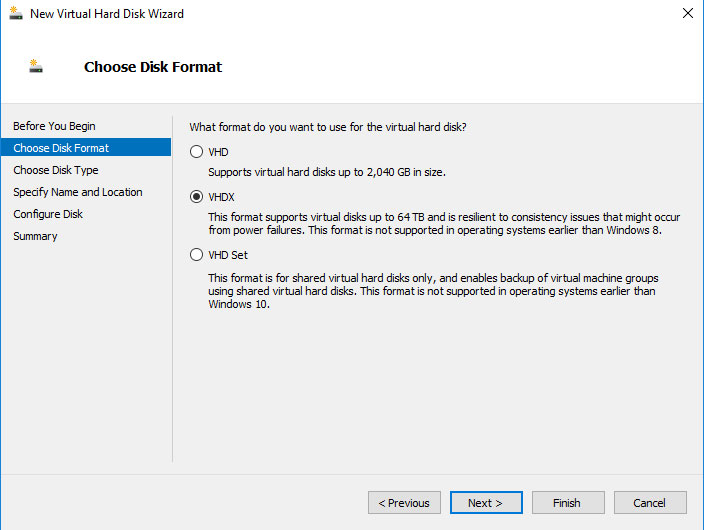 New Virtual Hard Disk Wizard
Choose Disk Format
Before You Begin
Choose Disk Format
Choose Disk Type
Specify Name and Location
Configure Disk
Summary
What format do you want to use for the virtual hard disk?
VHD
Supports virtual hard disks up to 2,040 GB in size.
VHDX
This format supports virtual disks up to 64 TB and is resilient to consistency issues that might occur
from power failures. This format is not supported in operating systems earlier than Windows 8.
VHD Set
This format is for shared virtual hard disks only, and enables backup of virtual machine groups
using shared virtual hard disks. This format is not supported in operating systems earlier than
Windows 10.
< Previous
Next >
Finish
Cancel